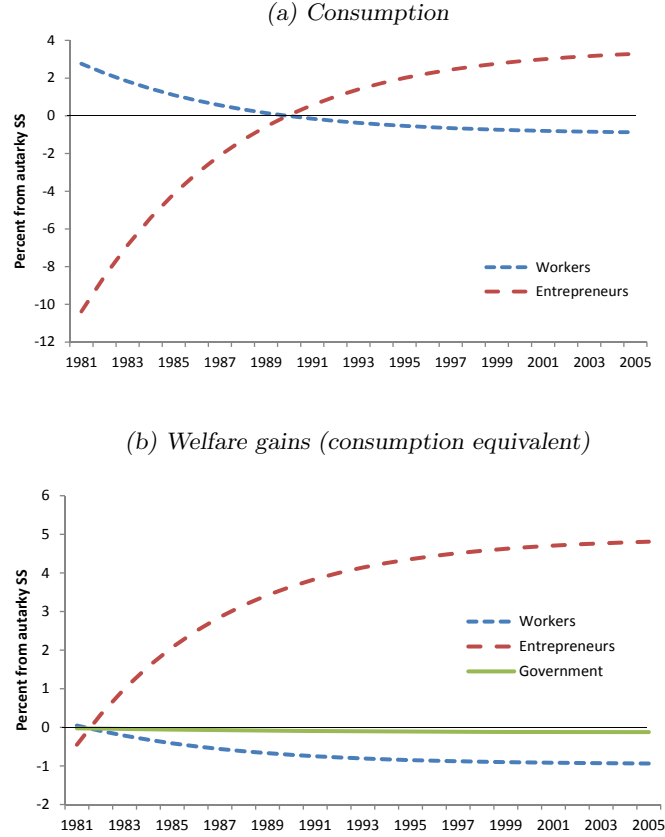 (a) Consumption
4
2
0
-2
-4
-6
-8
-10
-12
Percent from autarky SS
Workers
Entrepreneurs
1981 1983 1985 1987 1989 1991 1993 1995 1997 1999 2001 2003 2005
(b) Welfare gains (consumption equivalent)
6
5
4
3
2
1
0
-1
-2
Percent from autarky SS
Workers
Entrepreneurs
Government
1981 1983 1985 1987 1989 1991 1993 1995 1997 1999 2001 2003 2005